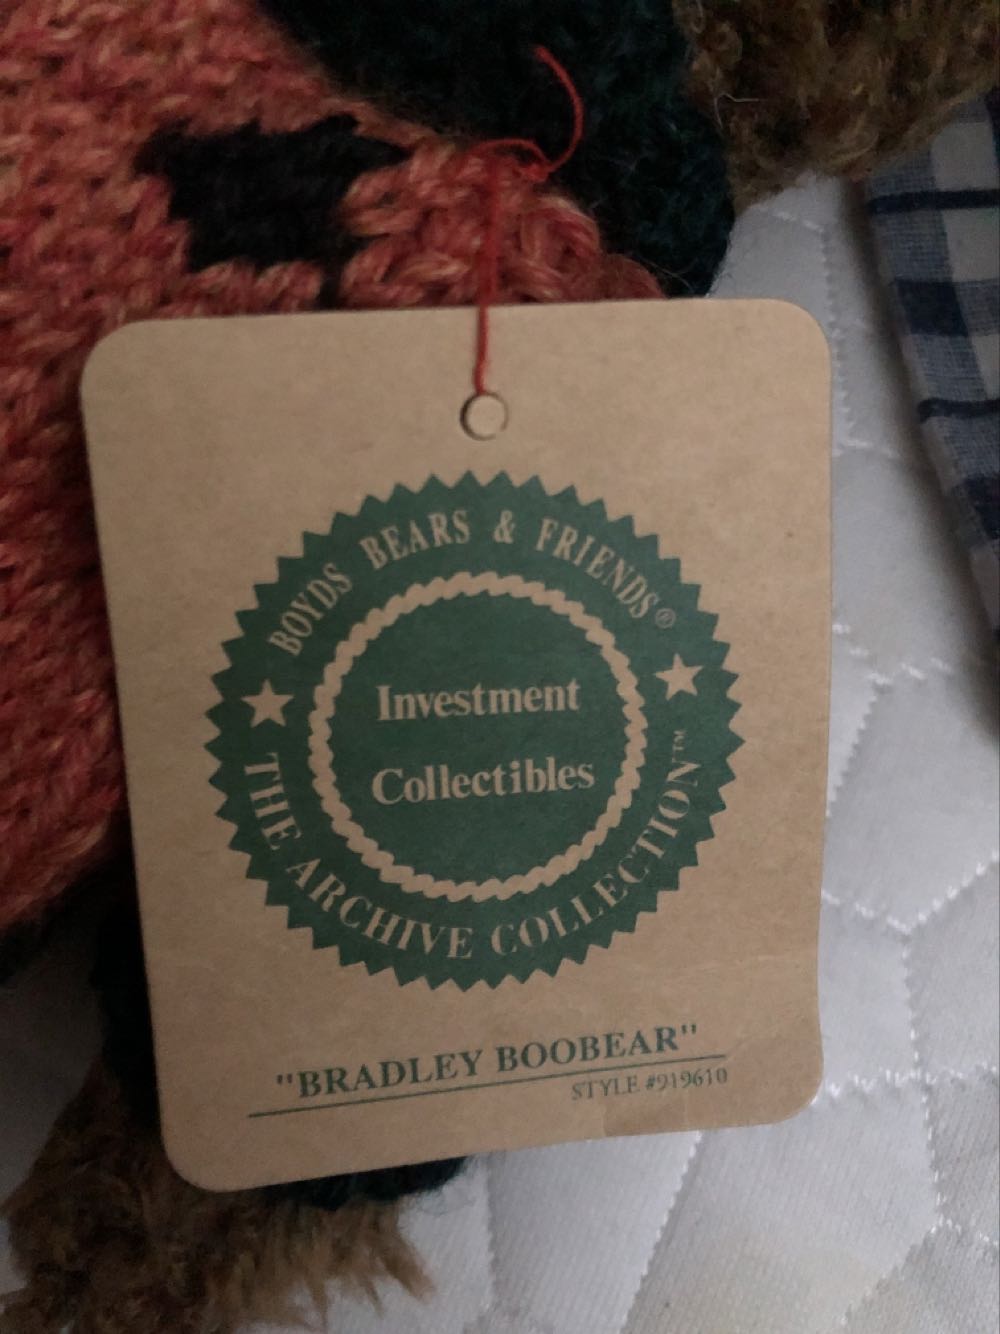 BOYDS BEARS & FRIENDS®
Investment
Collectibles
THE ARCHIVE COLLECTION™
"BRADLEY BOOBEAR"
STYLE #919610